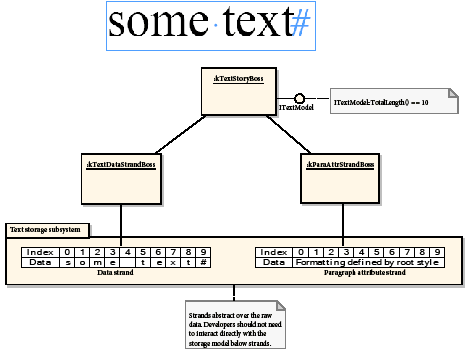 some·text#
:kTextStoryBoss
ITextModel
ITextModel:TotalLength() == 10
:kTextDataStrandBoss
:kParaAttrStrandBoss
Text storage subsystem
Index 0 1 2 3 4 5 6 7 8 9
Data s o m e t e x t #
Data strand
Index 0 1 2 3 4 5 6 7 8 9
Data Formatting defined by root style
Paragraph attribute strand
Strands abstract over the raw
data. Developers should not need
to interact directly with the
storage model below strands.